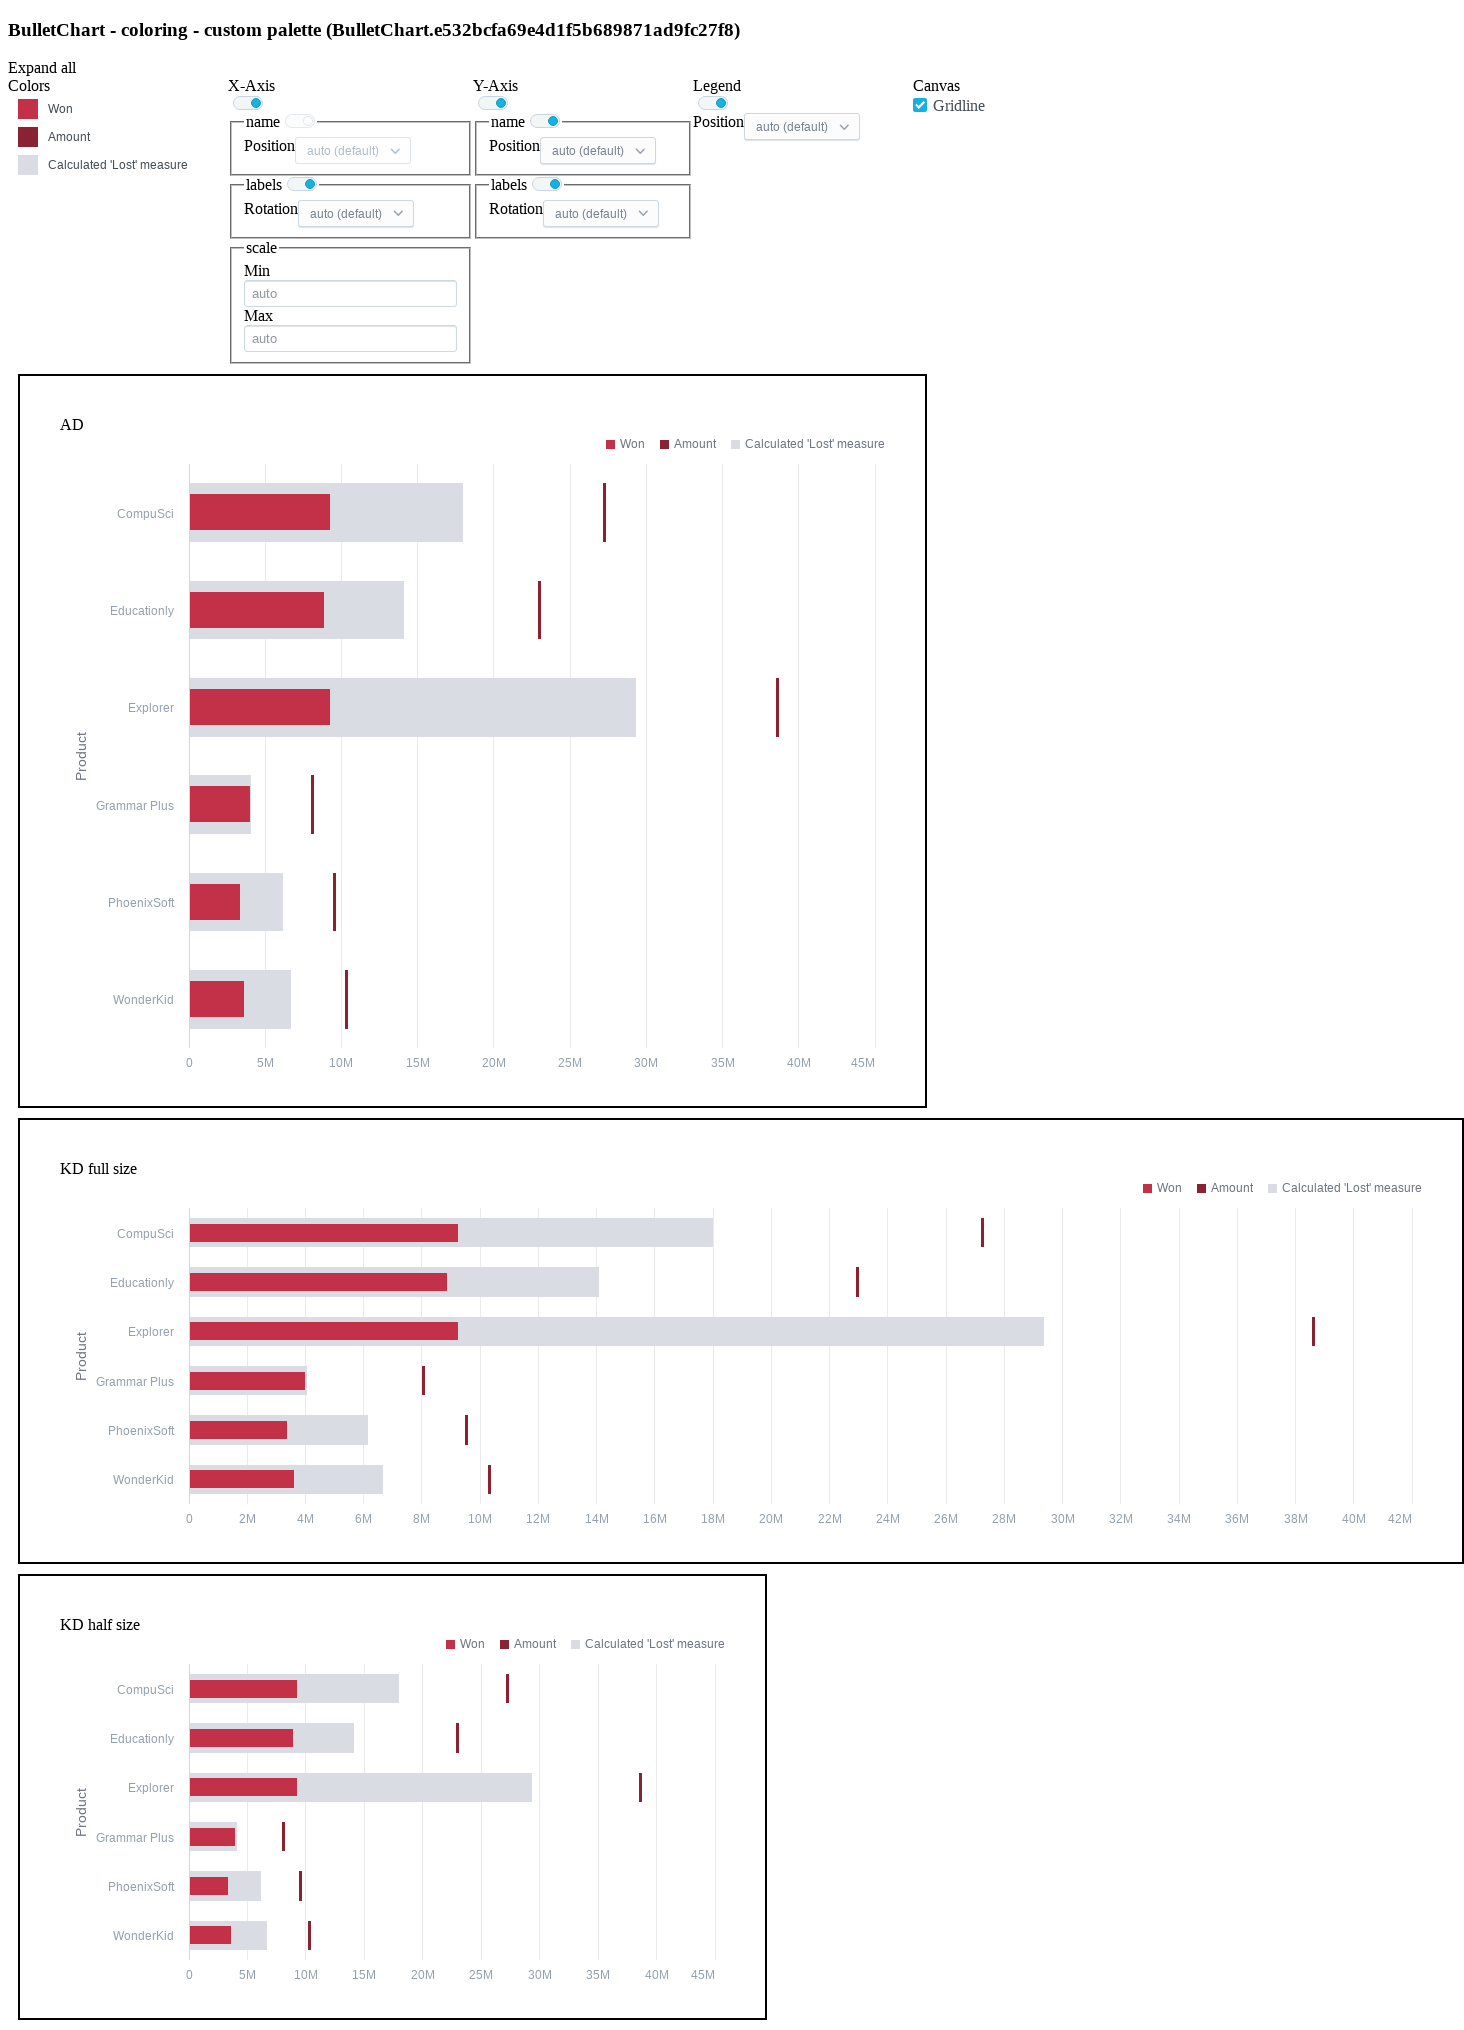 BulletChart - coloring - custom palette (BulletChart.e532bcfa69e4d1f5b689871ad9fc27f8)
Expand all
Colors
Won
Amount
Calculated 'Lost' measure
X-Axis
name
Position auto (default)
labels
Rotation auto (default)
scale
Min
auto
Max
auto
Y-Axis
name
Position auto (default)
labels
Rotation auto (default)
Legend
Position auto (default)
Canvas
Gridline
AD
Won Amount Calculated 'Lost' measure
Product
CompuSci
Educationly
Explorer
Grammar Plus
PhoenixSoft
WonderKid
0 5M 10M 15M 20M 25M 30M 35M 40M 45M
KD full size
Won Amount Calculated 'Lost' measure
Product
CompuSci
Educationly
Explorer
Grammar Plus
PhoenixSoft
WonderKid
0 2M 4M 6M 8M 10M 12M 14M 16M 18M 20M 22M 24M 26M 28M 30M 32M 34M 36M 38M 40M 42M
KD half size
Won Amount Calculated 'Lost' measure
Product
CompuSci
Educationly
Explorer
Grammar Plus
PhoenixSoft
WonderKid
0 5M 10M 15M 20M 25M 30M 35M 40M 45M